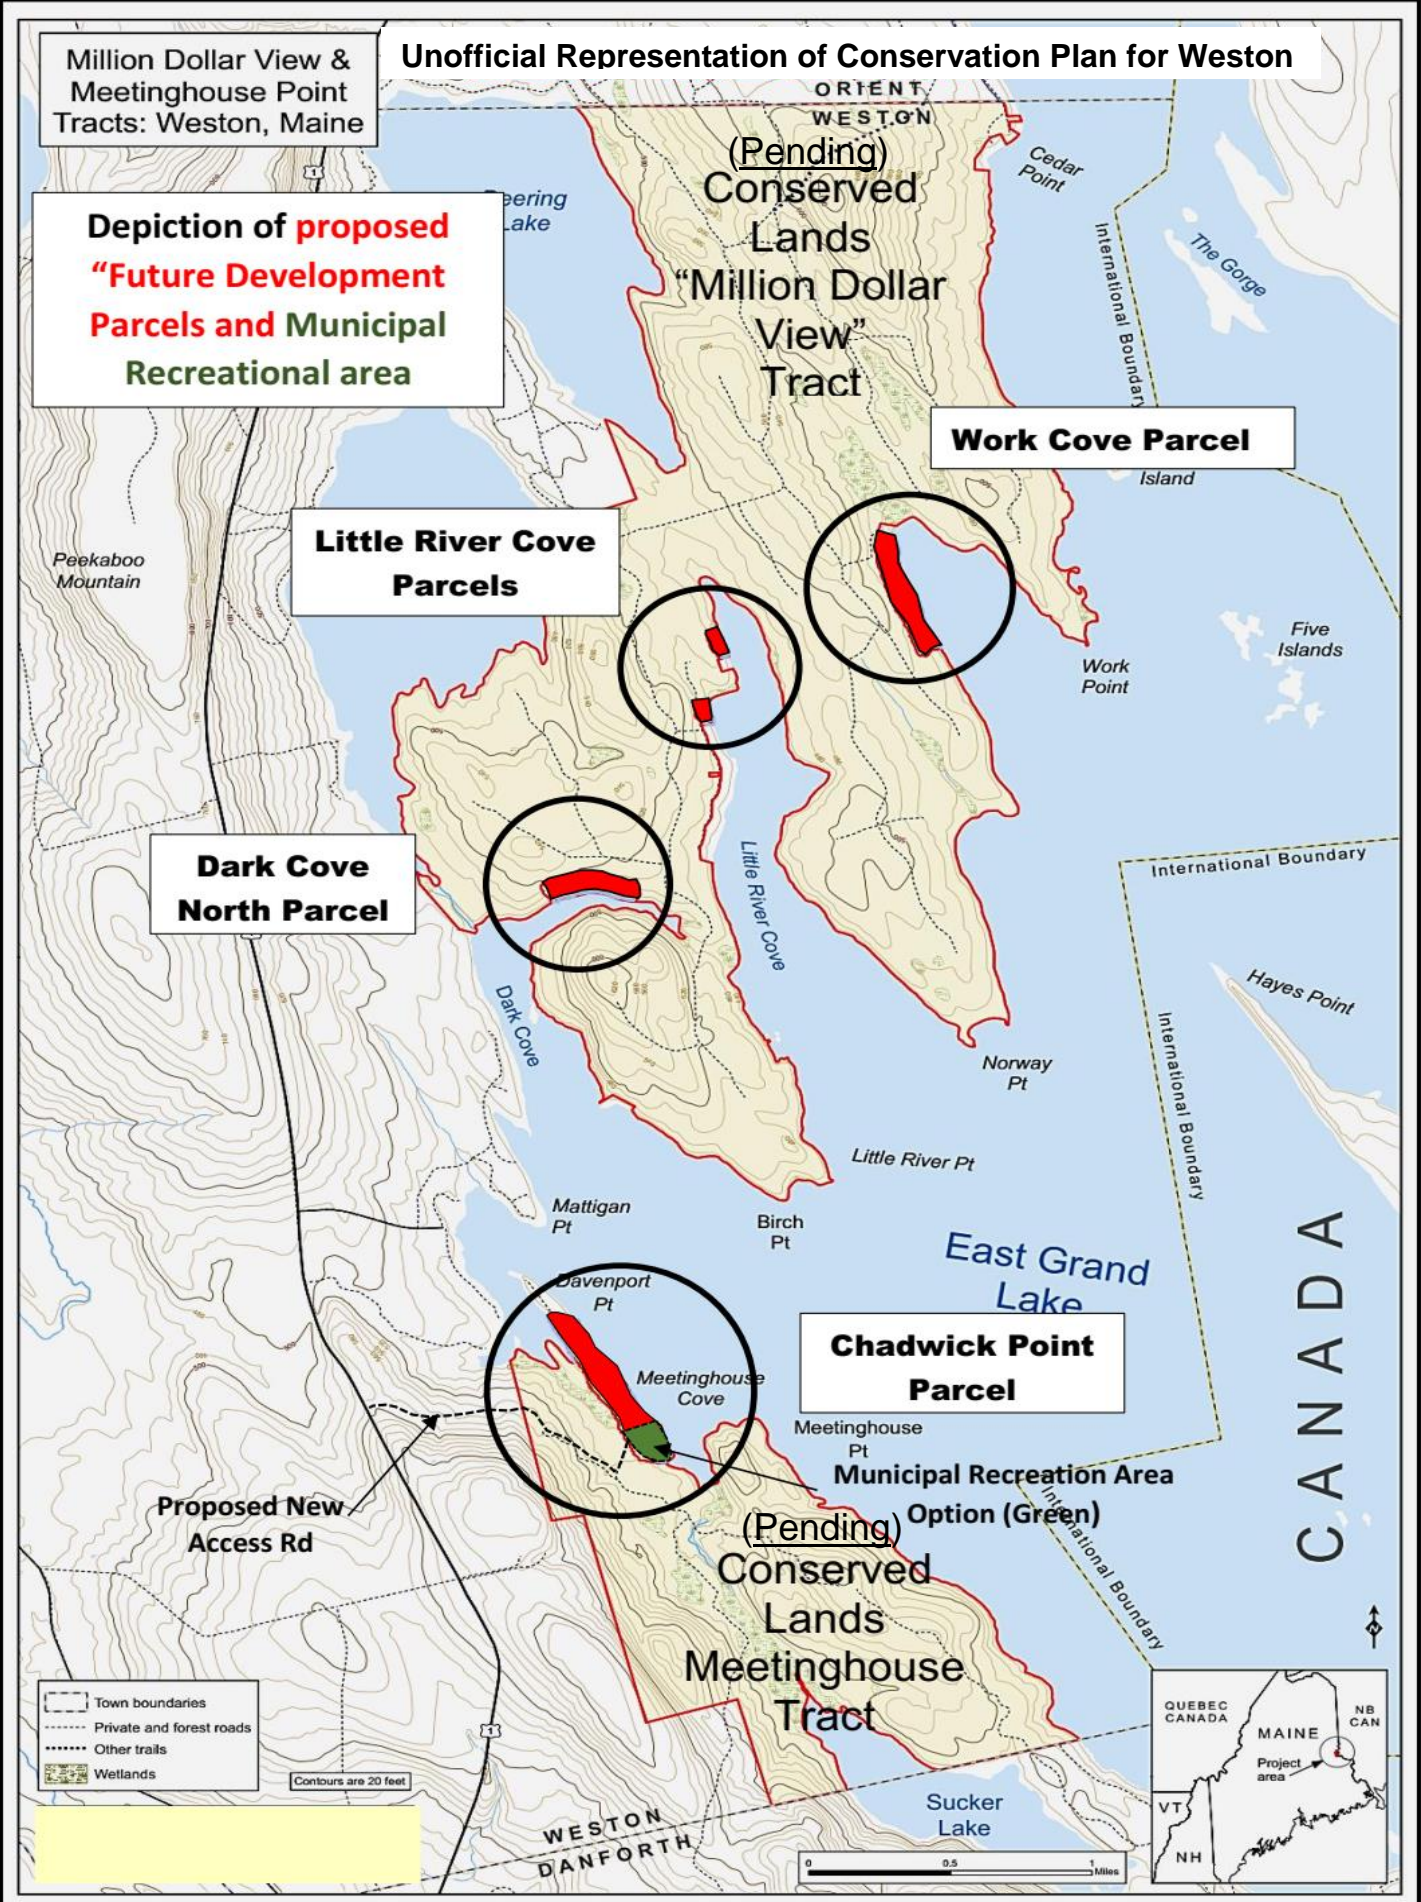 Unofficial Representation of Conservation Plan for Weston
Million Dollar View &
Meetinghouse Point
Tracts: Weston, Maine
ORIENT
WESTON
1
Depiction of proposed
“Future Development
Parcels and Municipal
Recreational area
Lake
(Pending)
Conserved
Lands
“Million Dollar
View”
Tract
Cedar
Point
The Gorge
International Boundary
Work Cove Parcel
Island
Little River Cove
Parcels
Peekaboo
Mountain
Five
Islands
Work
Point
Dark Cove
North Parcel
Little River Cove
International Boundary
Dark Cove
Hayes Point
International Boundary
Norway
Pt
Little River Pt
Mattigan
Pt
Birch
Pt
East Grand
Lake
CANADA
Davenport
Pt
Meetinghouse
Cove
Chadwick Point
Parcel
Meetinghouse
Pt
Municipal Recreation Area
Option (Green)
International Boundary
Proposed New
Access Rd
(Pending)
Conserved
Lands
Meetinghouse
Tract
1
N
Town boundaries
Private and forest roads
Other trails
Wetlands
Contours are 20 feet
WESTON
DANFORTH
Sucker
Lake
0 0.5 1
Miles
QUEBEC
CANADA
NB
CAN
MAINE
Project
area
VT
NH